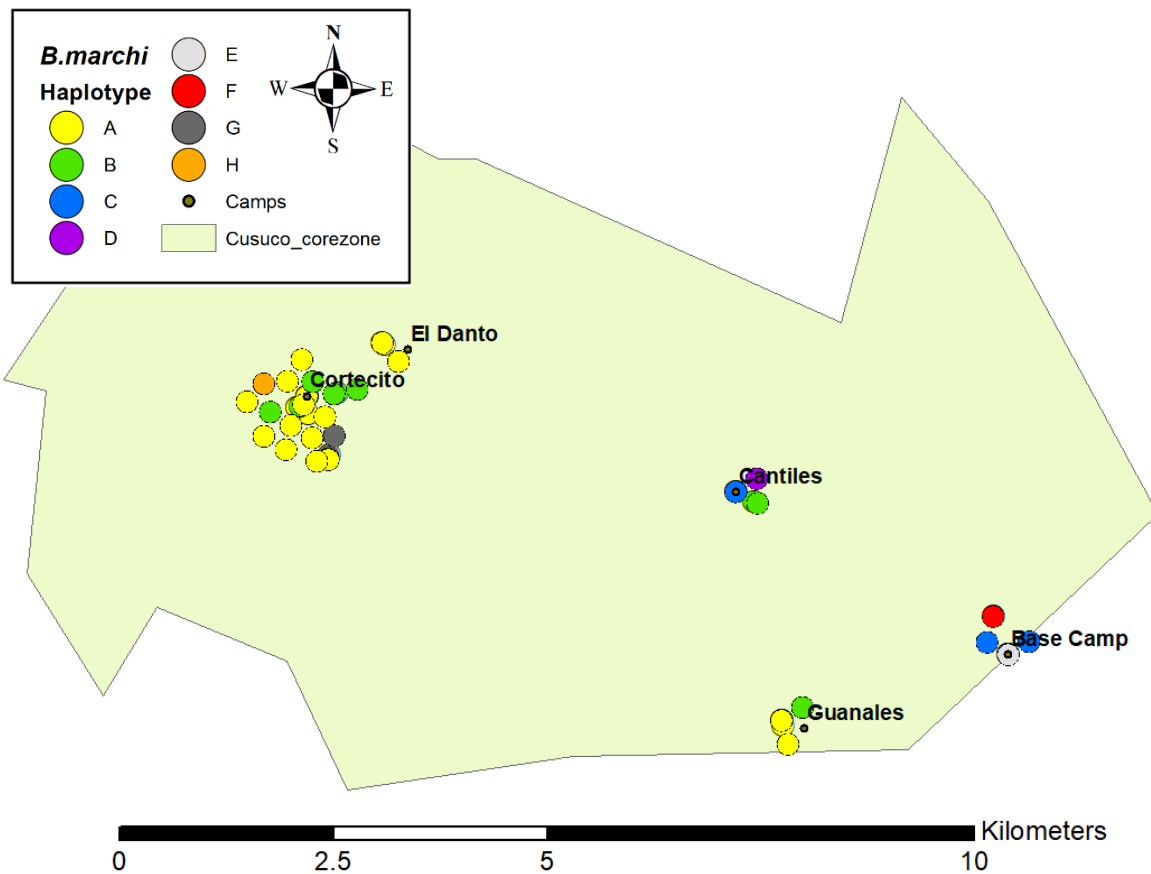 B.marchi
Haplotype
A
B
C
D
E
F
G
H
Camps
Cusuco_corezone
N
W E
S
El Danto
Cortecito
Cantiles
Base Camp
Guanales
Kilometers
0 2.5 5 10